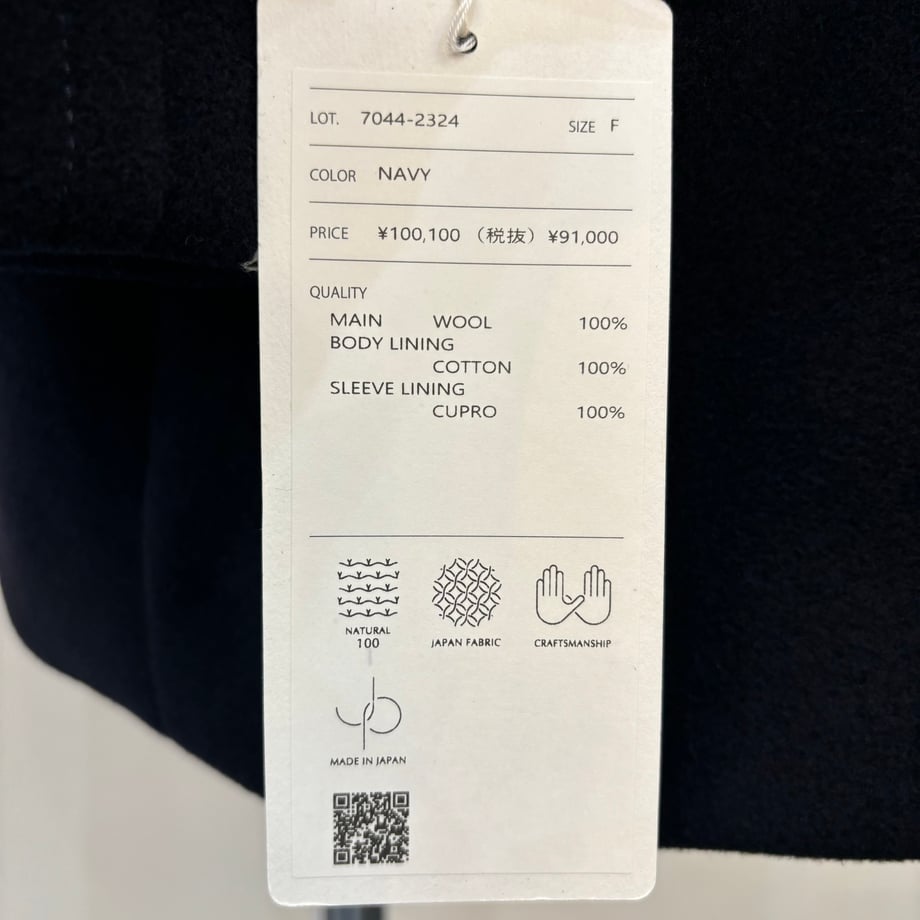 LOT. 7044-2324 SIZE F
COLOR NAVY
PRICE ¥100,100 （税抜）¥91,000
QUALITY
MAIN WOOL 100%
BODY LINING
COTTON 100%
SLEEVE LINING
CUPRO 100%
NATURAL
100
JAPAN FABRIC
CRAFTSMANSHIP
MADE IN JAPAN